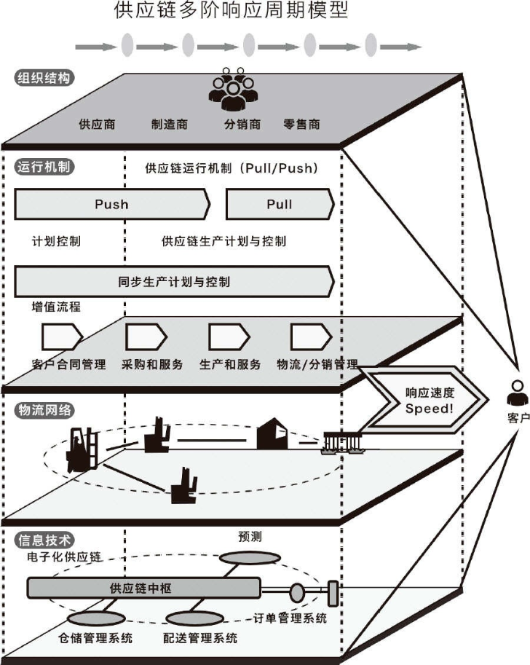 供应链多阶响应周期模型
组织结构
供应商
制造商
分销商
零售商
运行机制
供应链运行机制（Pull/Push）
Push
Pull
计划控制
供应链生产计划与控制
同步生产计划与控制
增值流程
客户合同管理
采购和服务
生产和服务
物流/分销管理
响应速度
Speed!
客户
物流网络
信息技术
预测
电子化供应链
供应链中枢
订单管理系统
仓储管理系统
配送管理系统